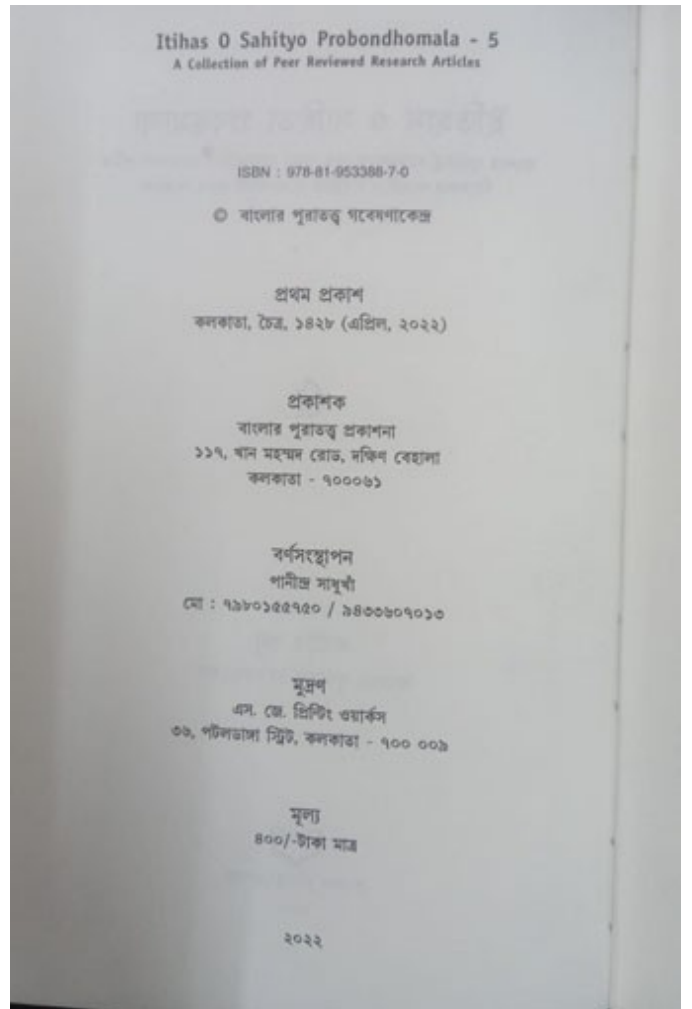 Itihas O Sahityo Probondhomala - 5
A Collection of Peer Reviewed Research Articles
ISBN : 978-81-953388-7-0
© বাংলার পুরাতত্ত্ব গবেষণাকেন্দ্র
প্রথম প্রকাশ
কলকাতা, চৈত্র, ১৪২৮ (এপ্রিল, ২০২২)
প্রকাশক
বাংলার পুরাতত্ত্ব প্রকাশনা
১১৭, খান মহম্মদ রোড, দক্ষিণ বেহালা
কলকাতা - ৭০০০৬১
বর্ণসংস্থাপন
পানীন্দ্র সাধুখাঁ
মো : ৭৯৮০১৫৫৭৫০ / ৯৪৩৩৬০৭০১৩
মুদ্রণ
এস. জে. প্রিন্টিং ওয়ার্কস
৩৬, পটলডাঙ্গা স্ট্রিট, কলকাতা - ৭০০ ০০৯
মূল্য
৪০০/-টাকা মাত্র
২০২২